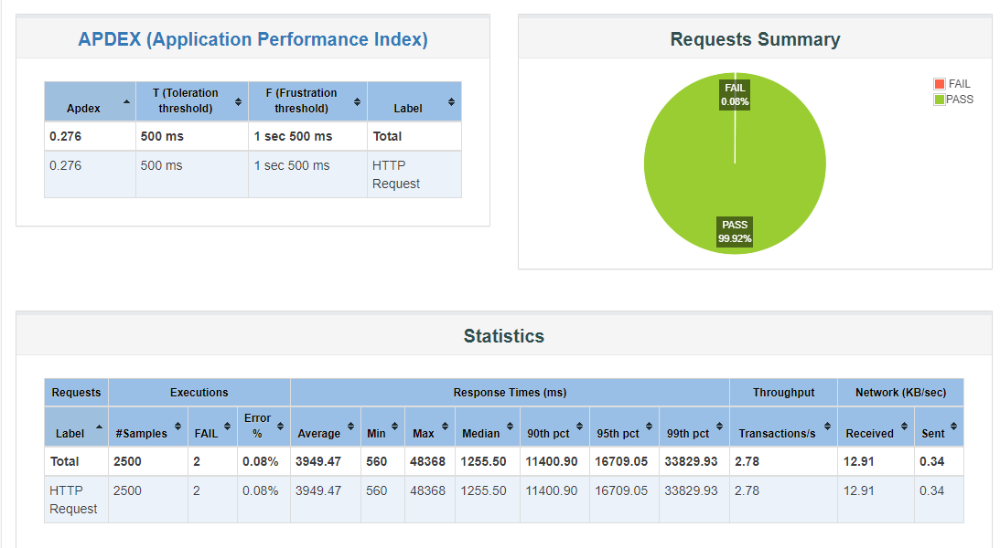 APDEX (Application Performance Index)
Apdex T (Toleration threshold) F (Frustration threshold) Label
0.276 500 ms 1 sec 500 ms Total
0.276 500 ms 1 sec 500 ms HTTP Request
Requests Summary
FAIL
0.08%
PASS
99.92%
FAIL
PASS
Statistics
Requests Executions Response Times (ms) Throughput Network (KB/sec)
Label #Samples FAIL Error % Average Min Max Median 90th pct 95th pct 99th pct Transactions/s Received Sent
Total 2500 2 0.08% 3949.47 560 48368 1255.50 11400.90 16709.05 33829.93 2.78 12.91 0.34
HTTP Request 2500 2 0.08% 3949.47 560 48368 1255.50 11400.90 16709.05 33829.93 2.78 12.91 0.34